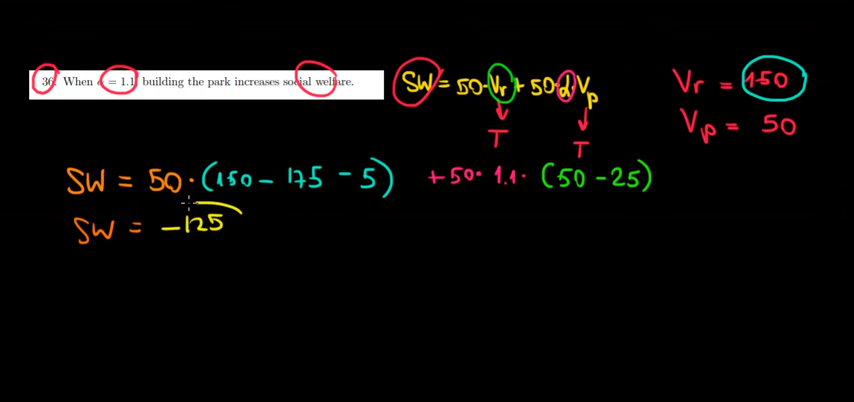 36. When α = 1.1, building the park increases social welfare.
SW = 50·Vr + 50·α·Vp
T
T
Vr = 150
Vp = 50
SW = 50·(150 - 175 - 5) + 50·1.1·(50 - 25)
SW = -125